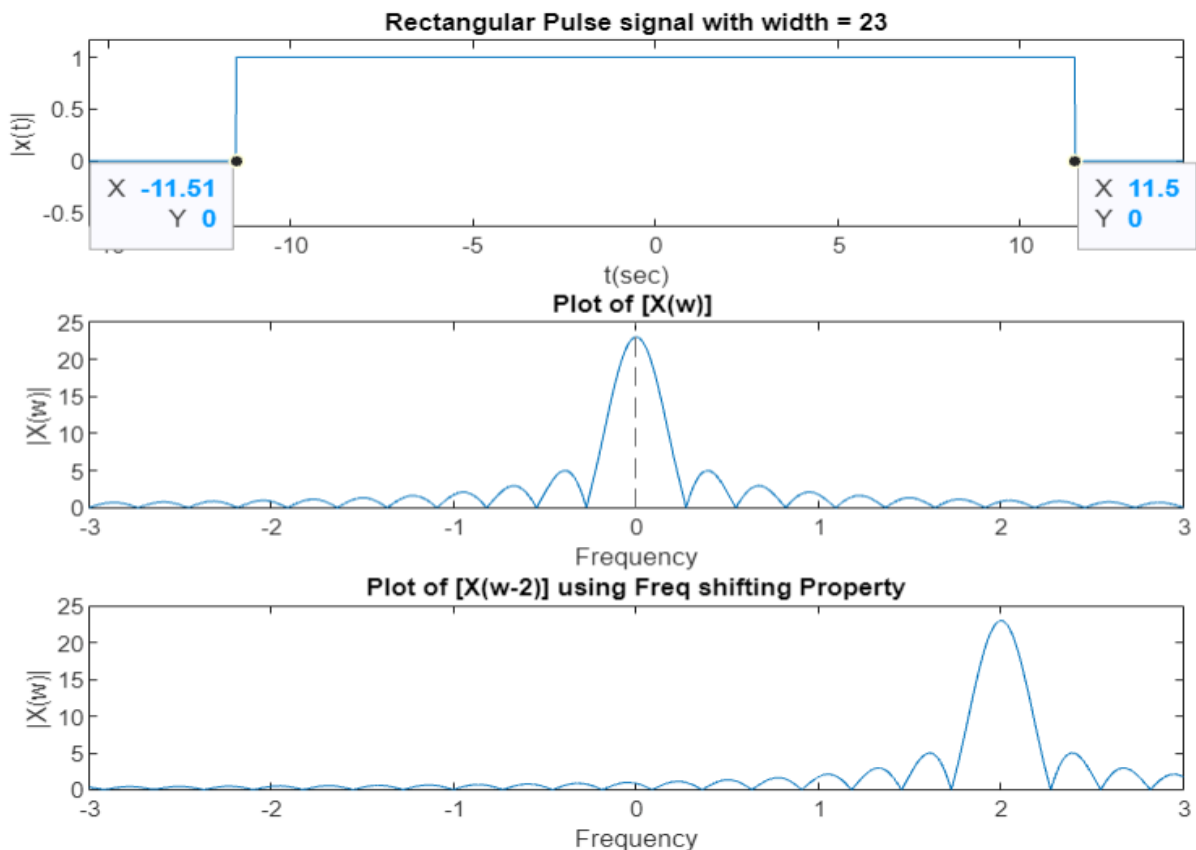 Rectangular Pulse signal with width = 23
|x(t)|
1
0.5
0
-0.5
X -11.51
Y 0
X 11.5
Y 0
-10
-5
0
5
10
t(sec)
Plot of [X(w)]
|X(w)|
25
20
15
10
5
0
-3
-2
-1
0
1
2
3
Frequency
Plot of [X(w-2)] using Freq shifting Property
|X(w)|
25
20
15
10
5
0
-3
-2
-1
0
1
2
3
Frequency